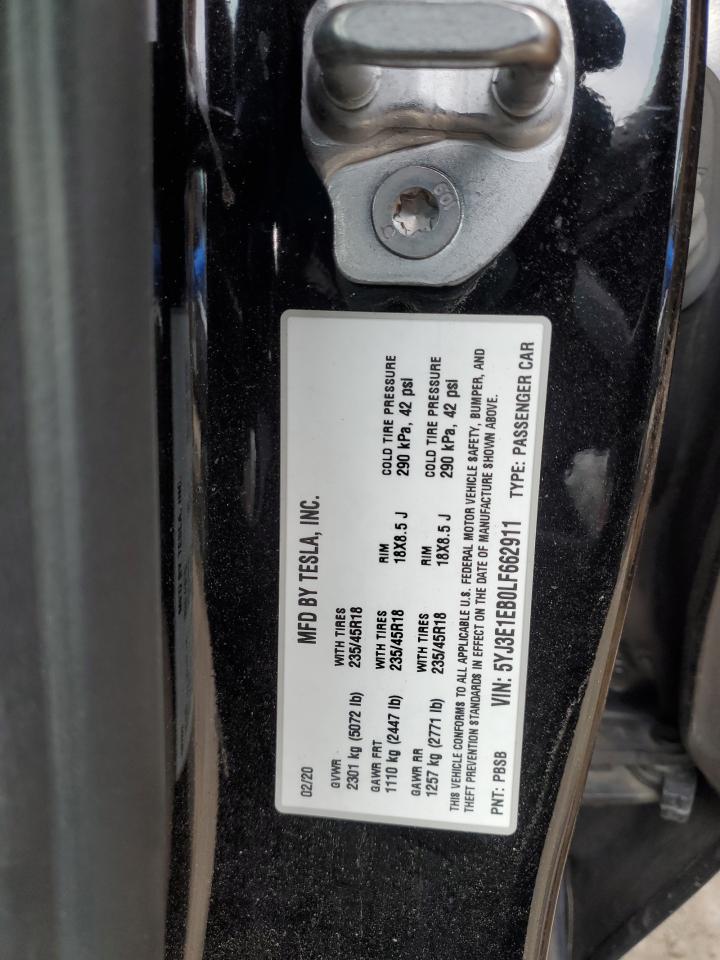 MFD BY TESLA, INC.
02/20
GVWR WITH TIRES
2301 kg (5072 lb) 235/45R18
GAWR FRT WITH TIRES RIM COLD TIRE PRESSURE
1110 kg (2447 lb) 235/45R18 18X8.5 J 290 kPa, 42 psi
GAWR RR WITH TIRES RIM COLD TIRE PRESSURE
1257 kg (2771 lb) 235/45R18 18X8.5 J 290 kPa, 42 psi
THIS VEHICLE CONFORMS TO ALL APPLICABLE U.S. FEDERAL MOTOR VEHICLE SAFETY, BUMPER, AND
THEFT PREVENTION STANDARDS IN EFFECT ON THE DATE OF MANUFACTURE SHOWN ABOVE.
PNT: PBSB VIN: 5YJ3E1EB0LF662911 TYPE: PASSENGER CAR